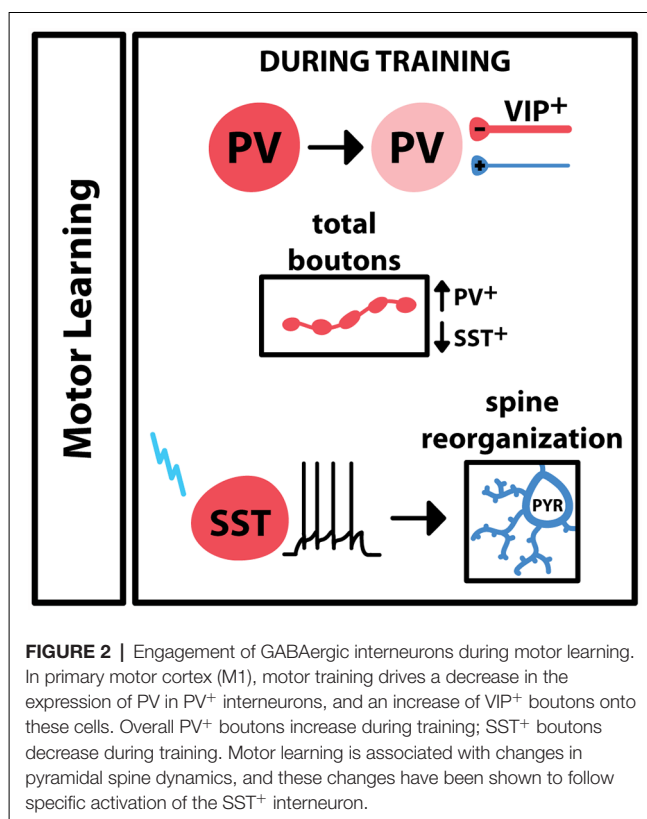 Motor Learning
DURING TRAINING
PV
PV
-
VIP⁺
+
total
boutons
↑ PV⁺
↓ SST⁺
spine
reorganization
SST
PYR
FIGURE 2 | Engagement of GABAergic interneurons during motor learning.
In primary motor cortex (M1), motor training drives a decrease in the
expression of PV in PV⁺ interneurons, and an increase of VIP⁺ boutons onto
these cells. Overall PV⁺ boutons increase during training; SST⁺ boutons
decrease during training. Motor learning is associated with changes in
pyramidal spine dynamics, and these changes have been shown to follow
specific activation of the SST⁺ interneuron.